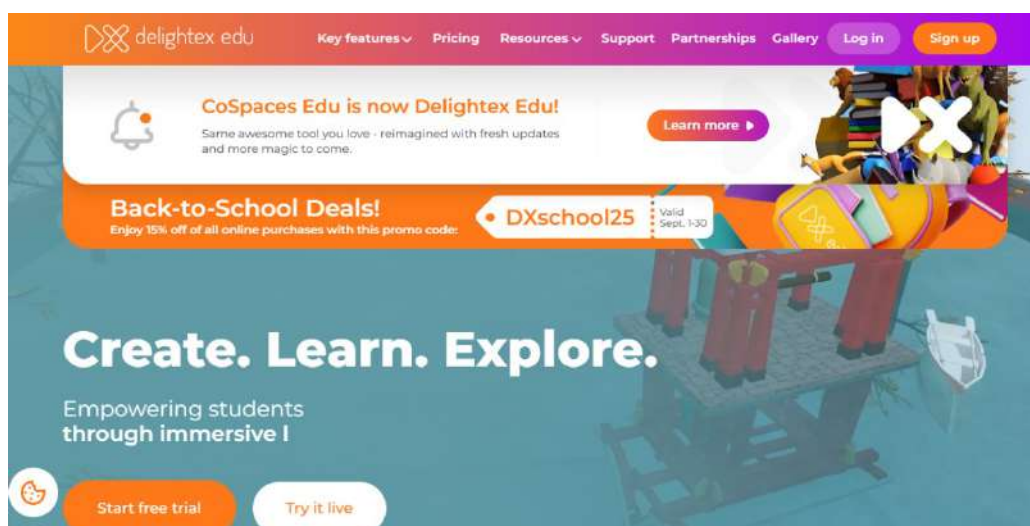 delightex edu
Key features Pricing Resources Support Partnerships Gallery Log in Sign up
CoSpaces Edu is now Delightex Edu!
Same awesome tool you love - reimagined with fresh updates
and more magic to come.
Learn more
Back-to-School Deals!
Enjoy 15% off of all online purchases with this promo code:
DXschool25
Valid
Sept. 1-30
Create. Learn. Explore.
Empowering students
through immersive l
Start free trial Try it live